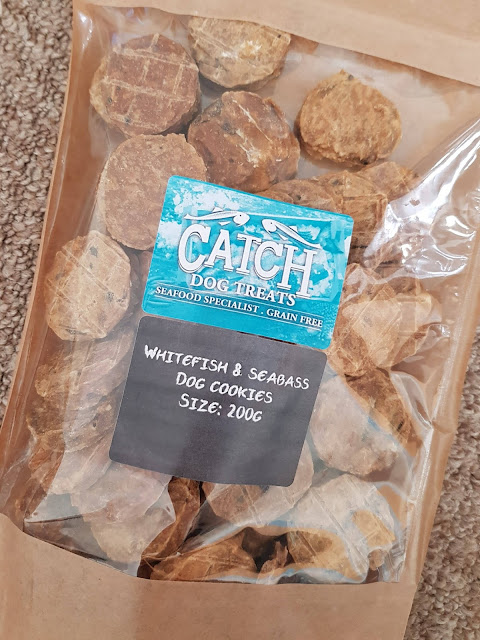 CATCH
DOG TREATS
SEAFOOD SPECIALIST . GRAIN FREE
WHITEFISH & SEABASS
DOG COOKIES
SIZE: 200G